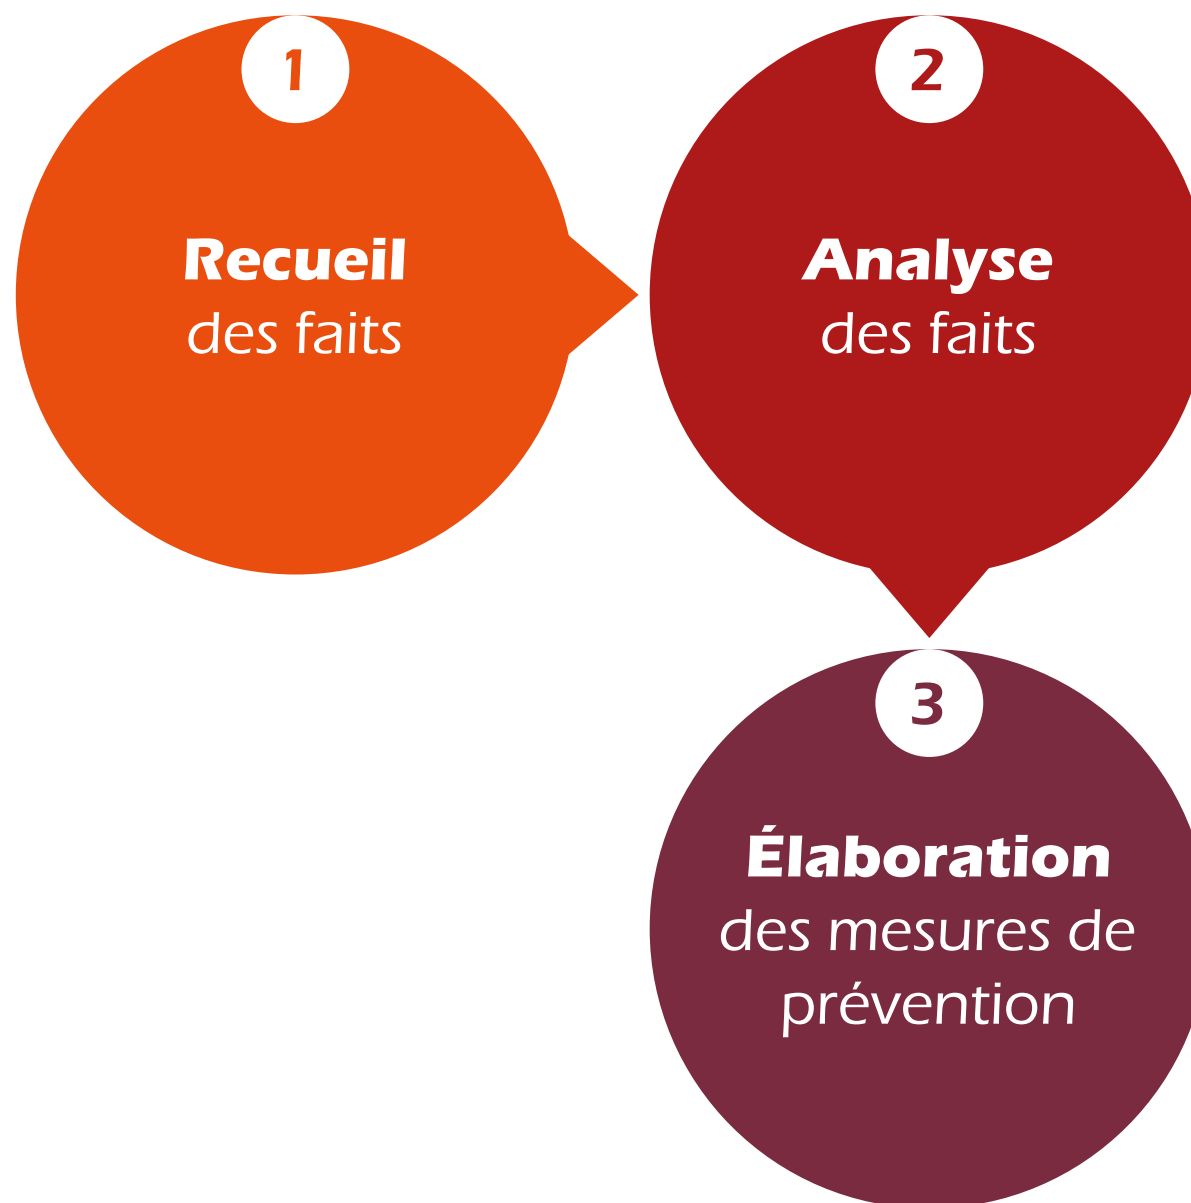 1
Recueil
des faits
2
Analyse
des faits
3
Élaboration
des mesures de
prévention